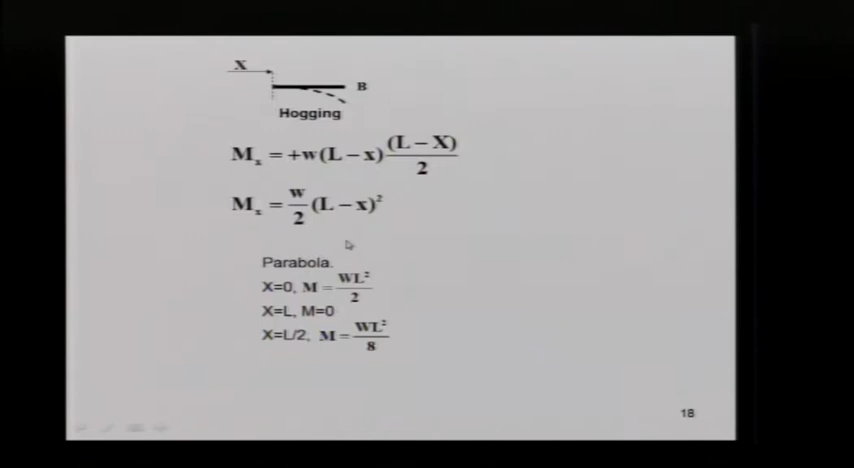 X
B
Hogging
Mₓ = +w(L – x) (L – X)/2
Mₓ = w/2 (L – x)²
Parabola.
X=0, M = WL²/2
X=L, M=0
X=L/2, M = WL²/8
18